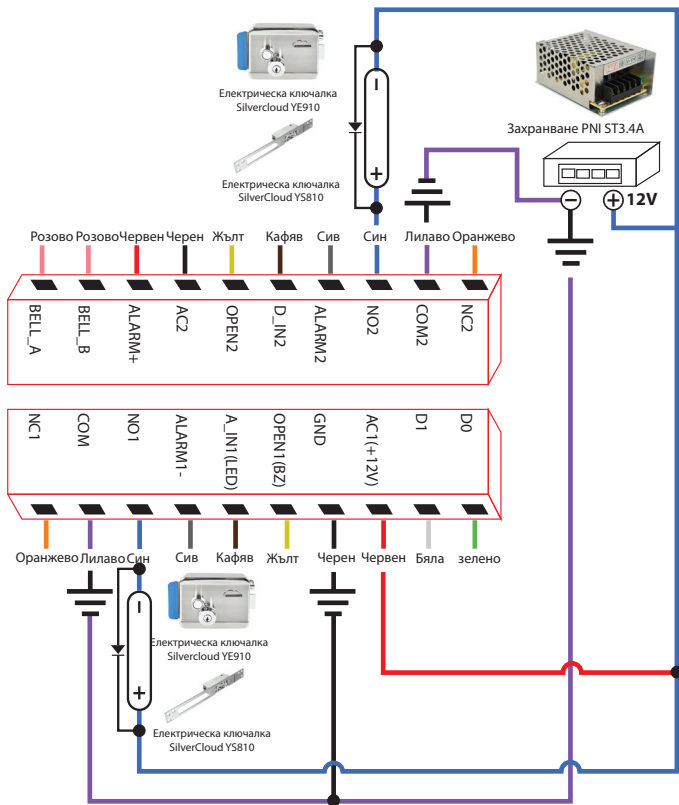 Електрическа ключалка
Silvercloud YE910
Електрическа ключалка
SilverCloud YS810
Захранване PNI ST3.4A
12V
Розово Розово Червен Черен Жълт Кафяв Сив Син Лилаво Оранжево
BELL_A
BELL_B
ALARM+
AC2
OPEN2
D_IN2
ALARM2
NO2
COM2
NC2
NC1
COM
NO1
ALARM1-
A_IN1(LED)
OPEN1(BZ)
GND
AC1(+12V)
D1
D0
Оранжево Лилаво Син Сив Кафяв Жълт Черен Червен Бяла зелено
Електрическа ключалка
Silvercloud YE910
Електрическа ключалка
SilverCloud YS810